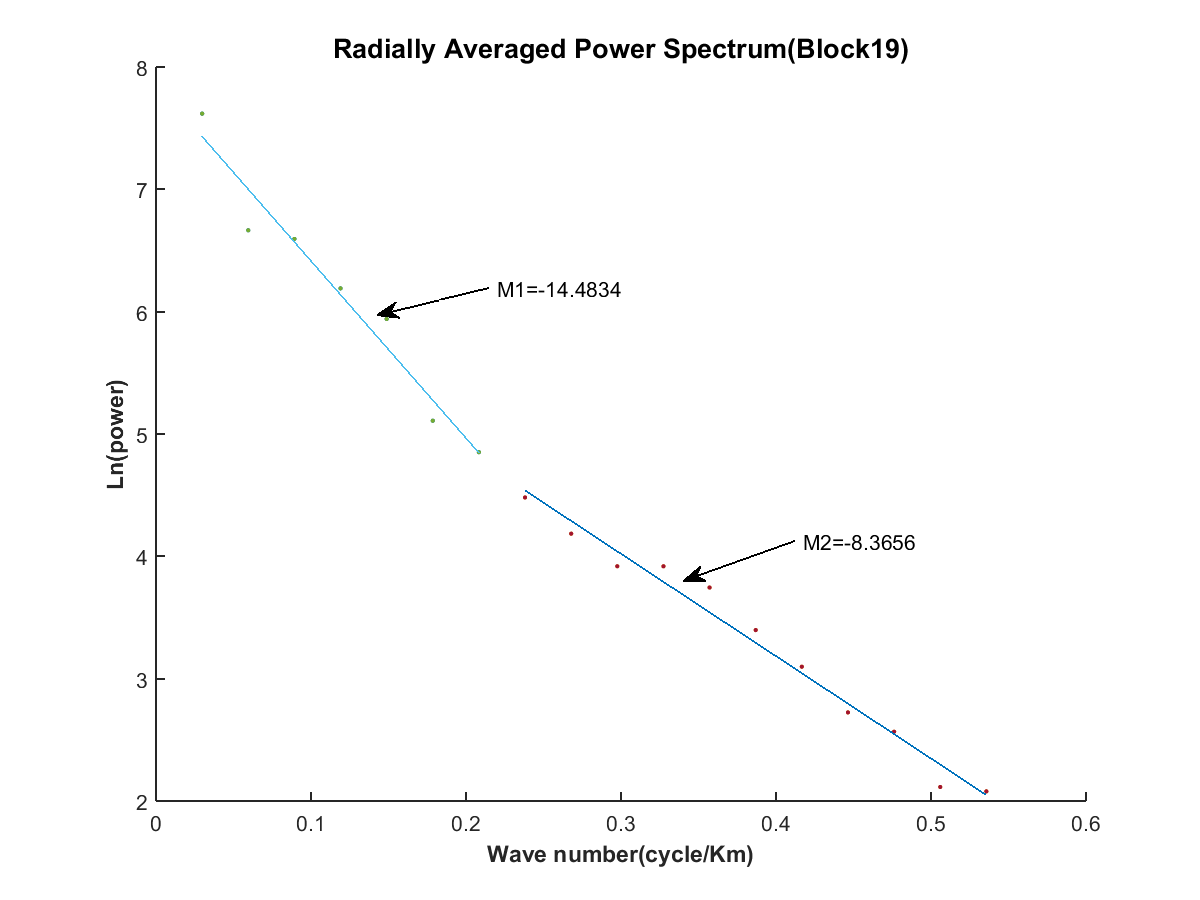 Radially Averaged Power Spectrum(Block19)
8
7
6
5
4
3
2
Ln(power)
M1=-14.4834
M2=-8.3656
0 0.1 0.2 0.3 0.4 0.5 0.6
Wave number(cycle/Km)